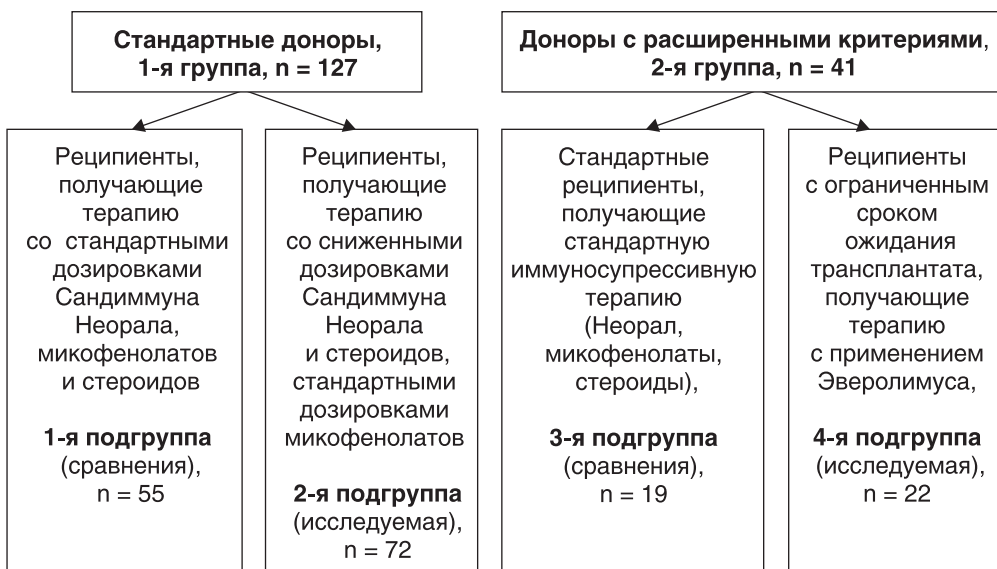 Стандартные доноры,
1-я группа, n = 127
Доноры с расширенными критериями,
2-я группа, n = 41
Реципиенты,
получающие
терапию
со стандартными
дозировками
Сандиммуна
Неорала,
микофенолатов
и стероидов
1-я подгруппа
(сравнения),
n = 55
Реципиенты,
получающие
терапию
со сниженными
дозировками
Сандиммуна
Неорала
и стероидов,
стандартными
дозировками
микофенолатов
2-я подгруппа
(исследуемая),
n = 72
Стандартные
реципиенты,
получающие
стандартную
иммуносупрессивную
терапию
(Неорал,
микофенолаты,
стероиды),
3-я подгруппа
(сравнения),
n = 19
Реципиенты
с ограниченным
сроком
ожидания
трансплантата,
получающие
терапию
с применением
Эверолимуса,
4-я подгруппа
(исследуемая),
n = 22